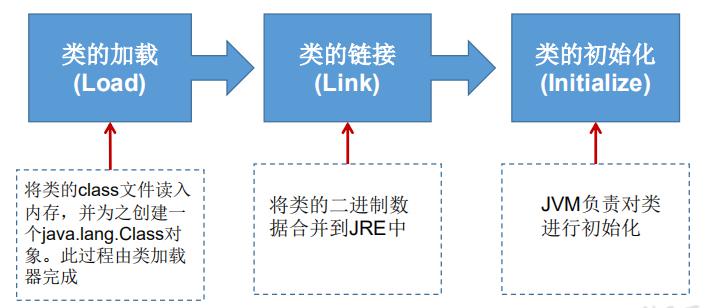 类的加载
(Load)
类的链接
(Link)
类的初始化
(Initialize)
将类的class文件读入
内存，并为之创建一
个java.lang.Class对
象。此过程由类加载
器完成
将类的二进制数
据合并到JRE中
JVM负责对类
进行初始化